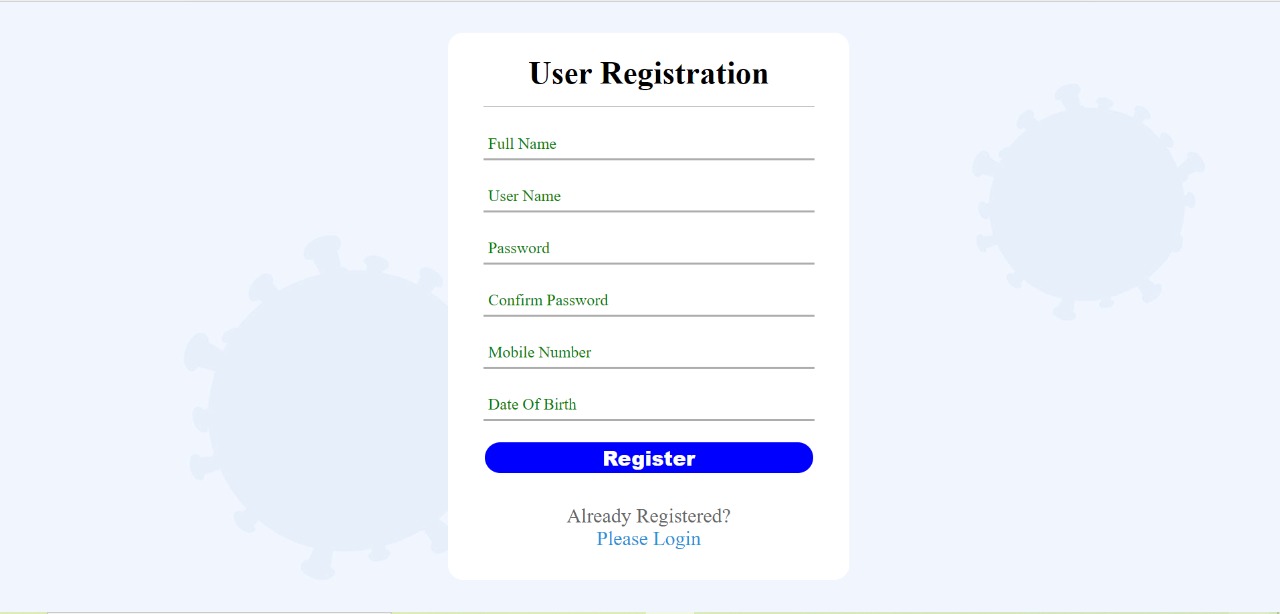 User Registration
Full Name
User Name
Password
Confirm Password
Mobile Number
Date Of Birth
Register
Already Registered?
Please Login